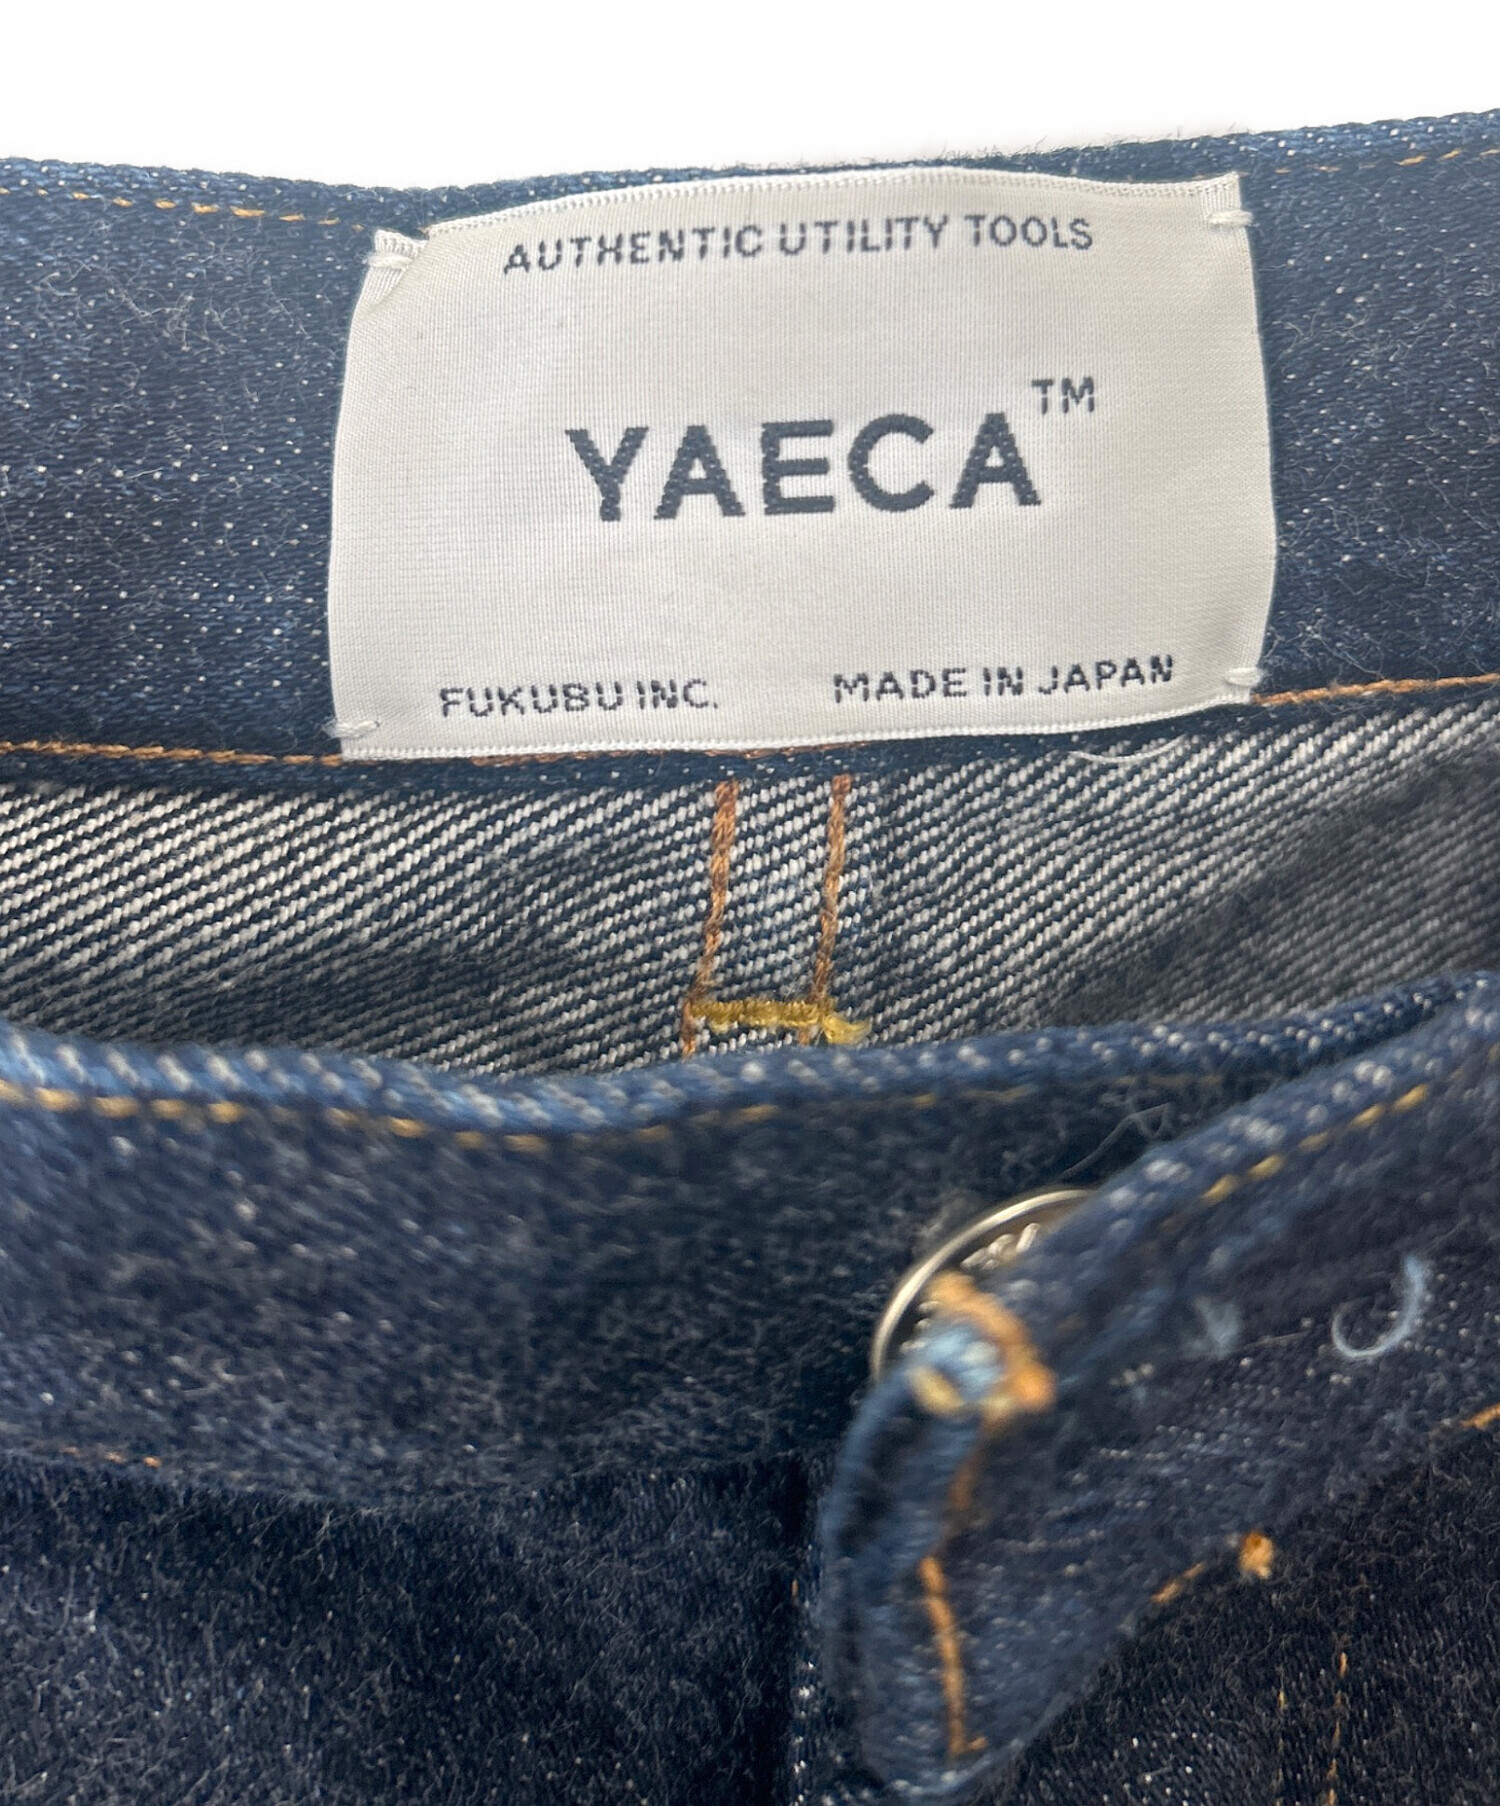 AUTHENTIC UTILITY TOOLS
YAECA™
FUKUBU INC. MADE IN JAPAN